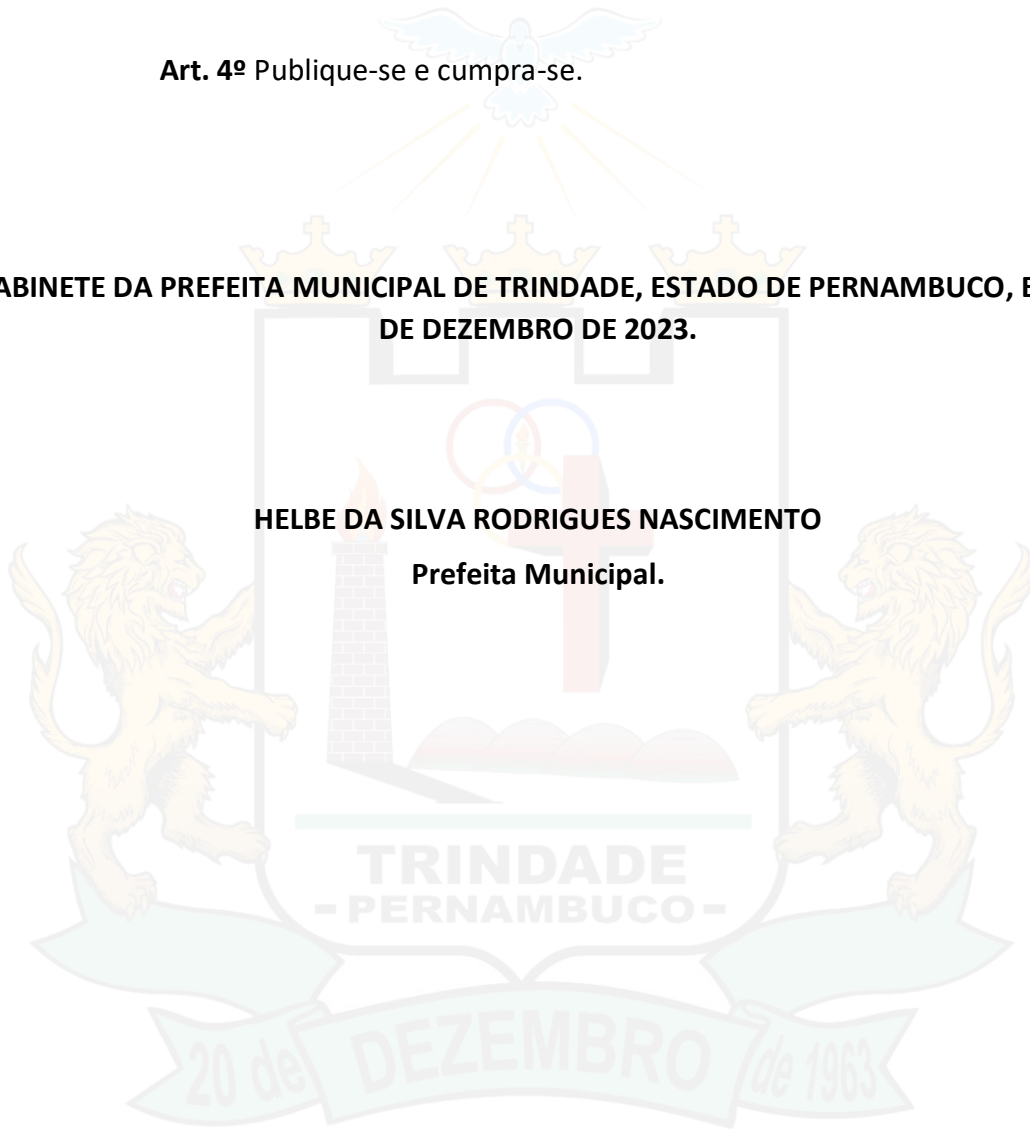 Art. 4º Publique-se e cumpra-se.
ABINETE DA PREFEITA MUNICIPAL DE TRINDADE, ESTADO DE PERNAMBUCO, E
DE DEZEMBRO DE 2023.
HELBE DA SILVA RODRIGUES NASCIMENTO
Prefeita Municipal.
TRINDADE
- PERNAMBUCO -
20 de DEZEMBRO de 1963